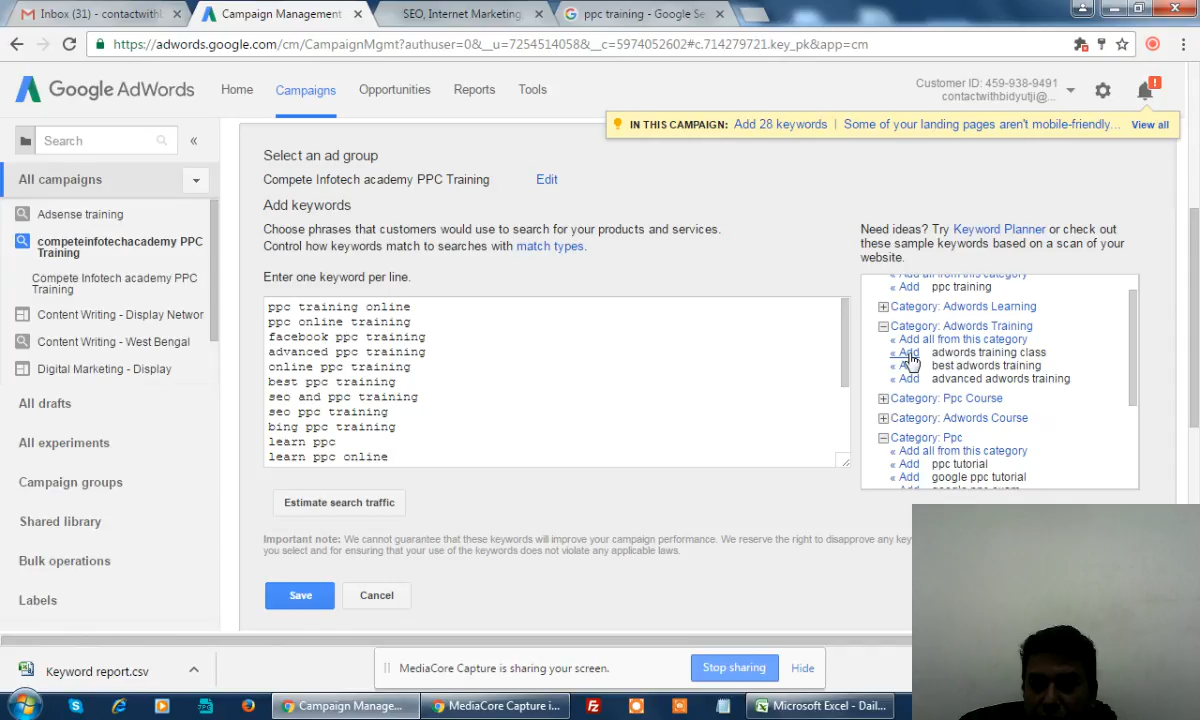 Inbox (31) - contactwithl
Campaign Management
SEO, Internet Marketing
ppc training - Google Se
https://adwords.google.com/cm/CampaignMgmt?authuser=0&__u=7254514058&__c=5974052602#c.714279721.key_pk&app=cm
Google AdWords
Home
Campaigns
Opportunities
Reports
Tools
Customer ID: 459-938-9491
contactwithbidyutji@...
IN THIS CAMPAIGN: Add 28 keywords | Some of your landing pages aren't mobile-friendly... View all
Search
«
All campaigns
Adsense training
competeinfotechacademy PPC
Training
Compete Infotech academy PPC
Training
Content Writing - Display Networ
Content Writing - West Bengal
Digital Marketing - Display
All drafts
All experiments
Campaign groups
Shared library
Bulk operations
Labels
Select an ad group
Compete Infotech academy PPC Training Edit
Add keywords
Choose phrases that customers would use to search for your products and services.
Control how keywords match to searches with match types.
Enter one keyword per line.
ppc training online
ppc online training
facebook ppc training
advanced ppc training
online ppc training
best ppc training
seo and ppc training
seo ppc training
bing ppc training
learn ppc
learn ppc online
Estimate search traffic
Important note: We cannot guarantee that these keywords will improve your campaign performance. We reserve the right to disapprove any key
you select and for ensuring that your use of the keywords does not violate any applicable laws.
Save
Cancel
Need ideas? Try Keyword Planner or check out
these sample keywords based on a scan of your
website.
« Add all from this category
« Add ppc training
Category: Adwords Learning
Category: Adwords Training
« Add all from this category
« Add adwords training class
« Add best adwords training
« Add advanced adwords training
Category: Ppc Course
Category: Adwords Course
Category: Ppc
« Add all from this category
« Add ppc tutorial
« Add google ppc tutorial
« Add google ppc exam
Keyword report.csv
MediaCore Capture is sharing your screen.
Stop sharing
Hide
Campaign Manage...
MediaCore Capture i...
Microsoft Excel - Dail...